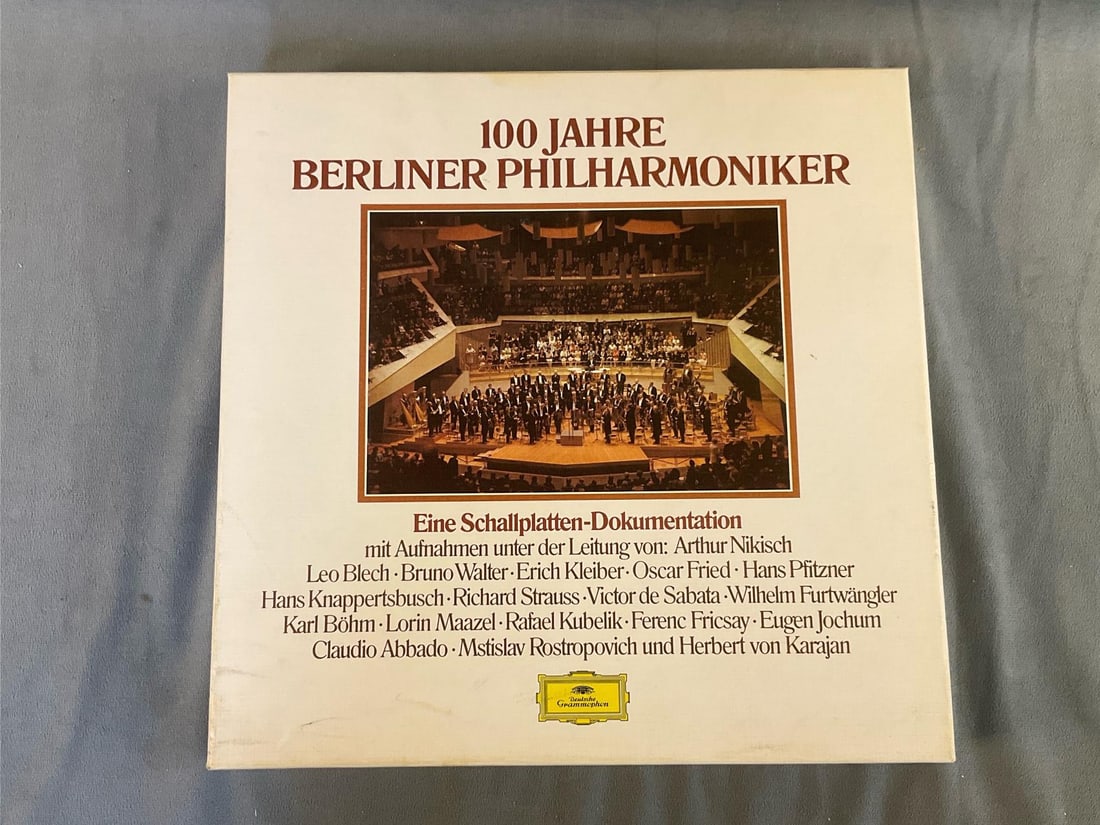 100 JAHRE
BERLINER PHILHARMONIKER
Eine Schallplatten-Dokumentation
mit Aufnahmen unter der Leitung von: Arthur Nikisch
Leo Blech · Bruno Walter · Erich Kleiber · Oscar Fried · Hans Pfitzner
Hans Knappertsbusch · Richard Strauss · Victor de Sabata · Wilhelm Furtwängler
Karl Böhm · Lorin Maazel · Rafael Kubelik · Ferenc Fricsay · Eugen Jochum
Claudio Abbado · Mstislav Rostropovich und Herbert von Karajan
Deutsche
Grammophon